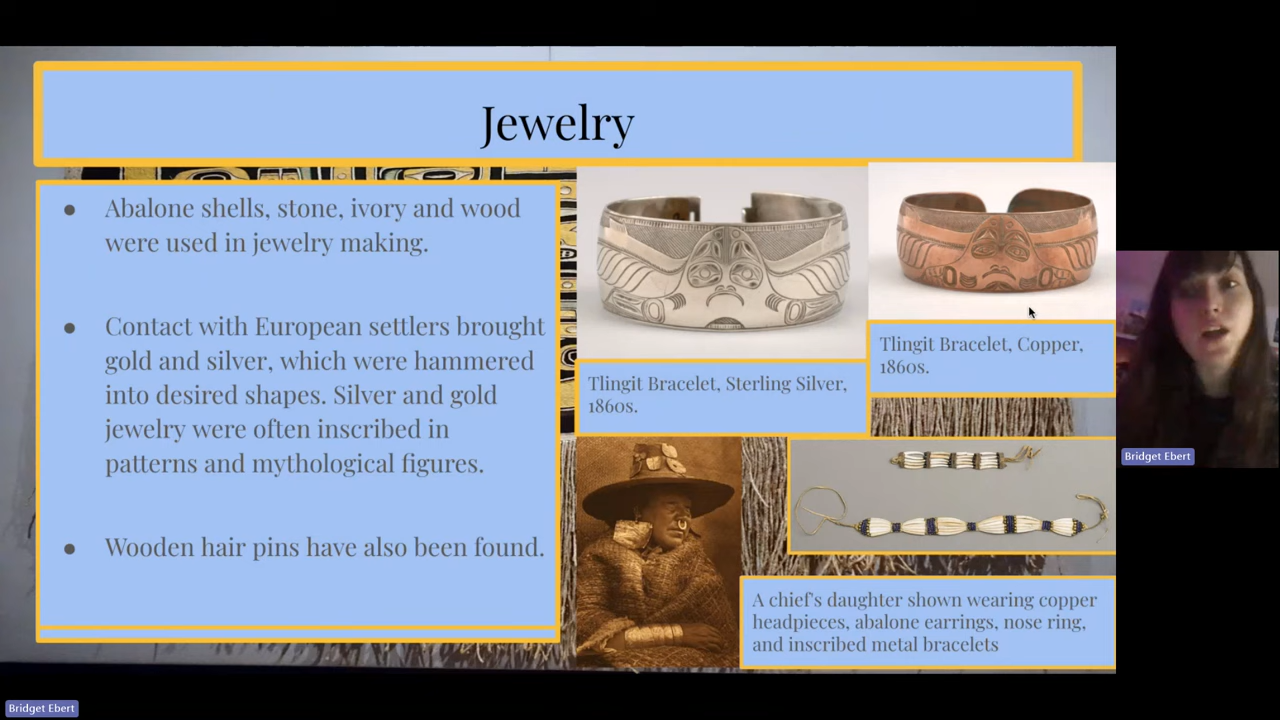 Jewelry
● Abalone shells, stone, ivory and wood
were used in jewelry making.
● Contact with European settlers brought
gold and silver, which were hammered
into desired shapes. Silver and gold
jewelry were often inscribed in
patterns and mythological figures.
● Wooden hair pins have also been found.
Tlingit Bracelet, Sterling Silver,
1860s.
Tlingit Bracelet, Copper,
1860s.
A chief's daughter shown wearing copper
headpieces, abalone earrings, nose ring,
and inscribed metal bracelets
Bridget Ebert
Bridget Ebert